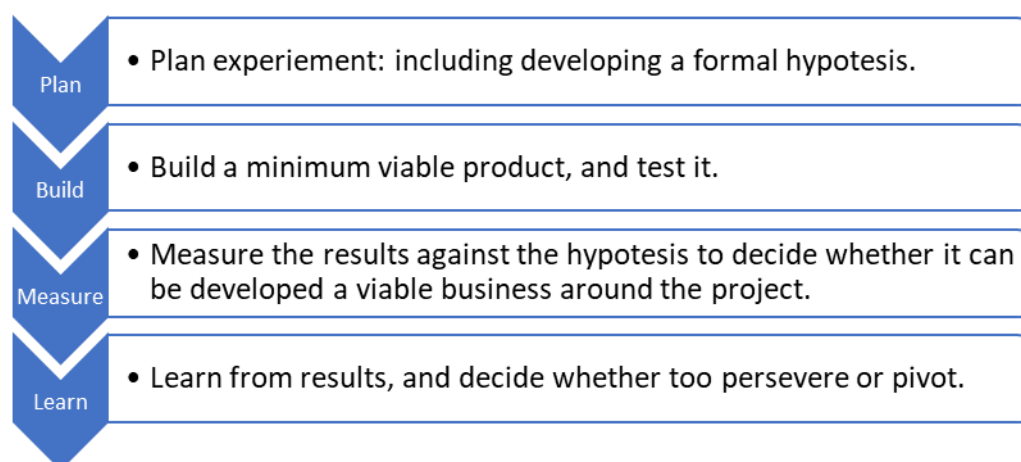 Plan
• Plan experiement: including developing a formal hypotesis.
Build
• Build a minimum viable product, and test it.
Measure
• Measure the results against the hypotesis to decide whether it can
be developed a viable business around the project.
Learn
• Learn from results, and decide whether too persevere or pivot.